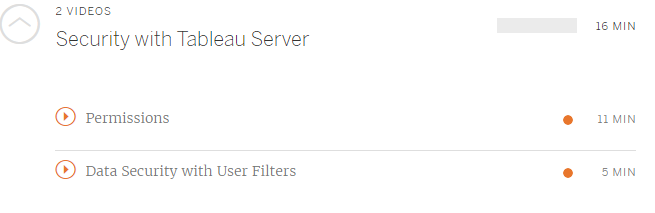 2 VIDEOS
Security with Tableau Server
16 MIN
Permissions
11 MIN
Data Security with User Filters
5 MIN